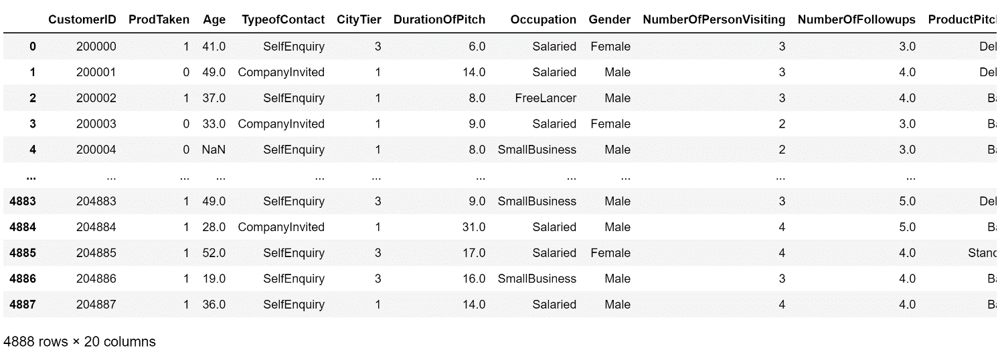 CustomerID ProdTaken Age TypeofContact CityTier DurationOfPitch Occupation Gender NumberOfPersonVisiting NumberOfFollowups ProductPitc
0 200000 1 41.0 SelfEnquiry 3 6.0 Salaried Female 3 3.0 Del
1 200001 0 49.0 CompanyInvited 1 14.0 Salaried Male 3 4.0 Del
2 200002 1 37.0 SelfEnquiry 1 8.0 FreeLancer Male 3 4.0 Ba
3 200003 0 33.0 CompanyInvited 1 9.0 Salaried Female 2 3.0 Ba
4 200004 0 NaN SelfEnquiry 1 8.0 SmallBusiness Male 2 3.0 Ba
... ... ... ... ... ... ... ... ... ... ...
4883 204883 1 49.0 SelfEnquiry 3 9.0 SmallBusiness Male 3 5.0 Del
4884 204884 1 28.0 CompanyInvited 1 31.0 Salaried Male 4 5.0 Ba
4885 204885 1 52.0 SelfEnquiry 3 17.0 Salaried Female 4 4.0 Stand
4886 204886 1 19.0 SelfEnquiry 3 16.0 SmallBusiness Male 3 4.0 Ba
4887 204887 1 36.0 SelfEnquiry 1 14.0 Salaried Male 4 4.0 Ba
4888 rows × 20 columns